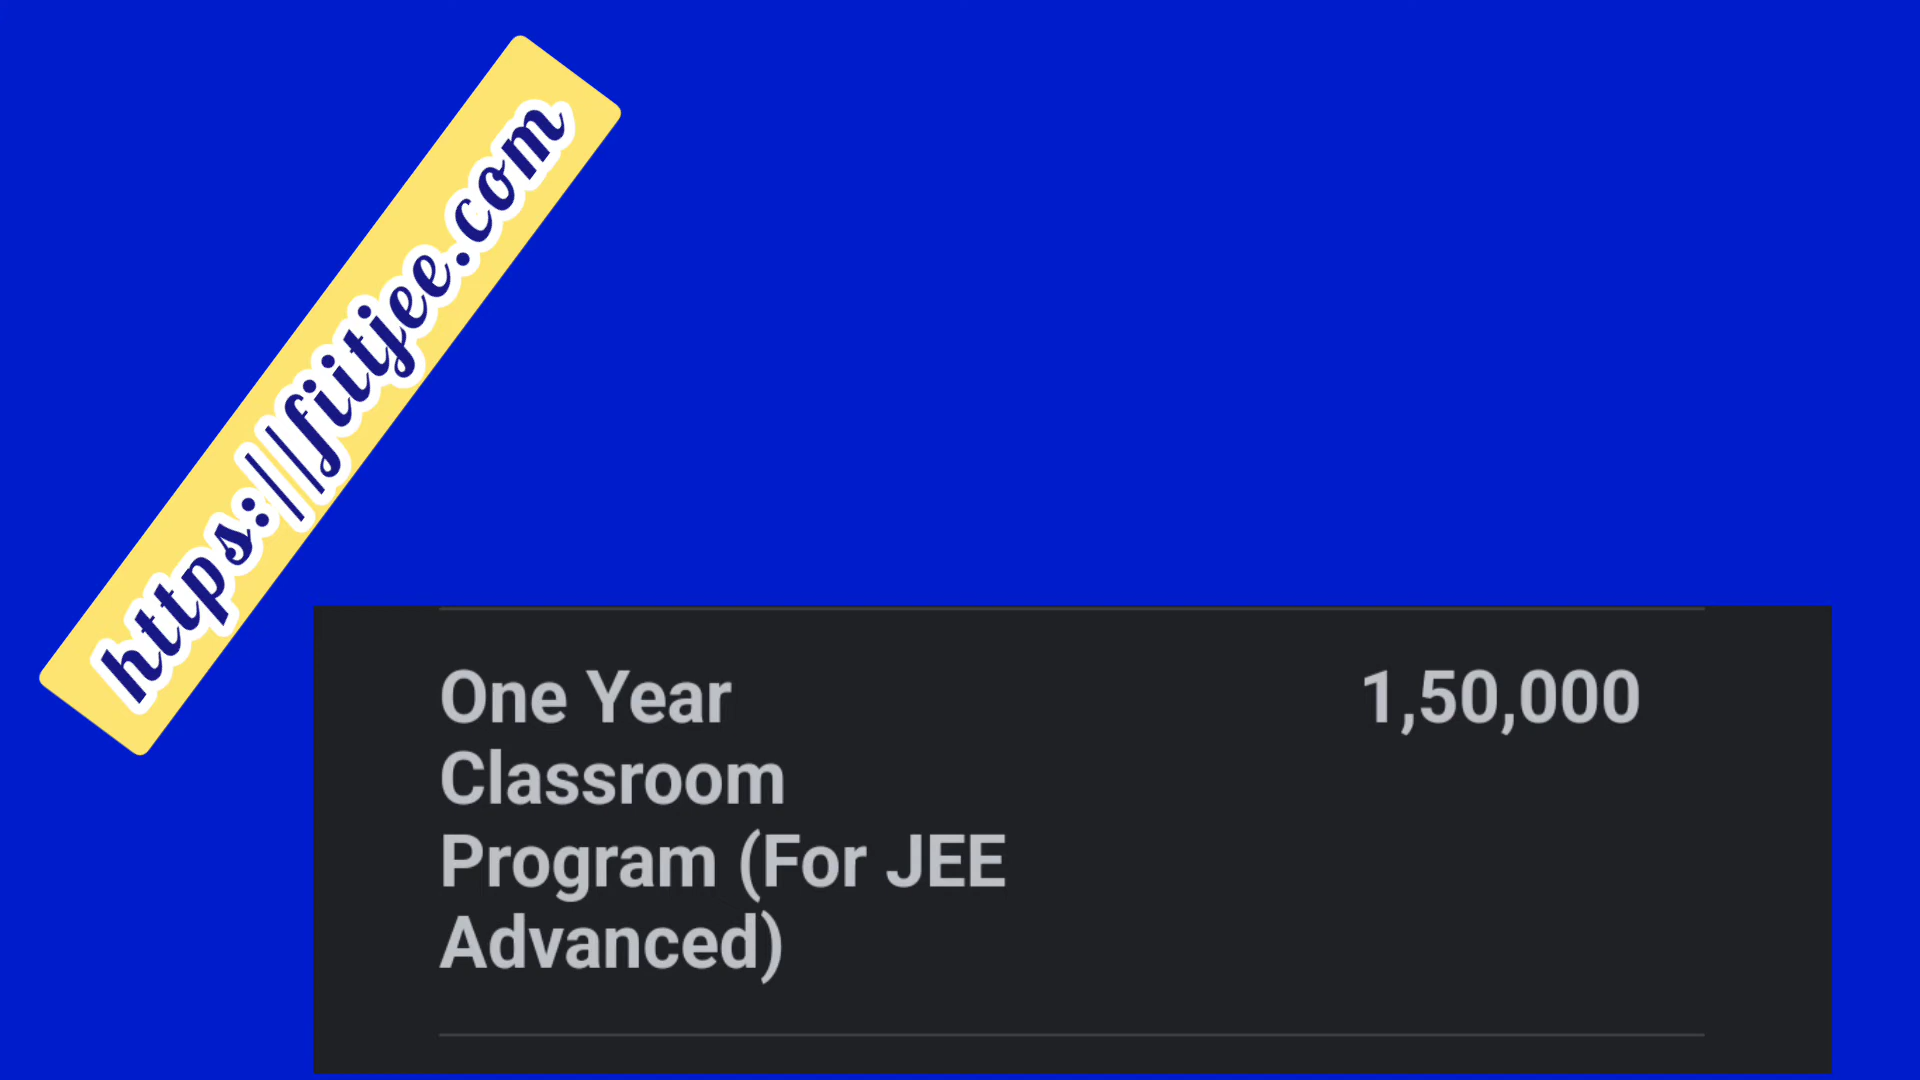 https://fiitjee.com
One Year 1,50,000
Classroom
Program (For JEE
Advanced)